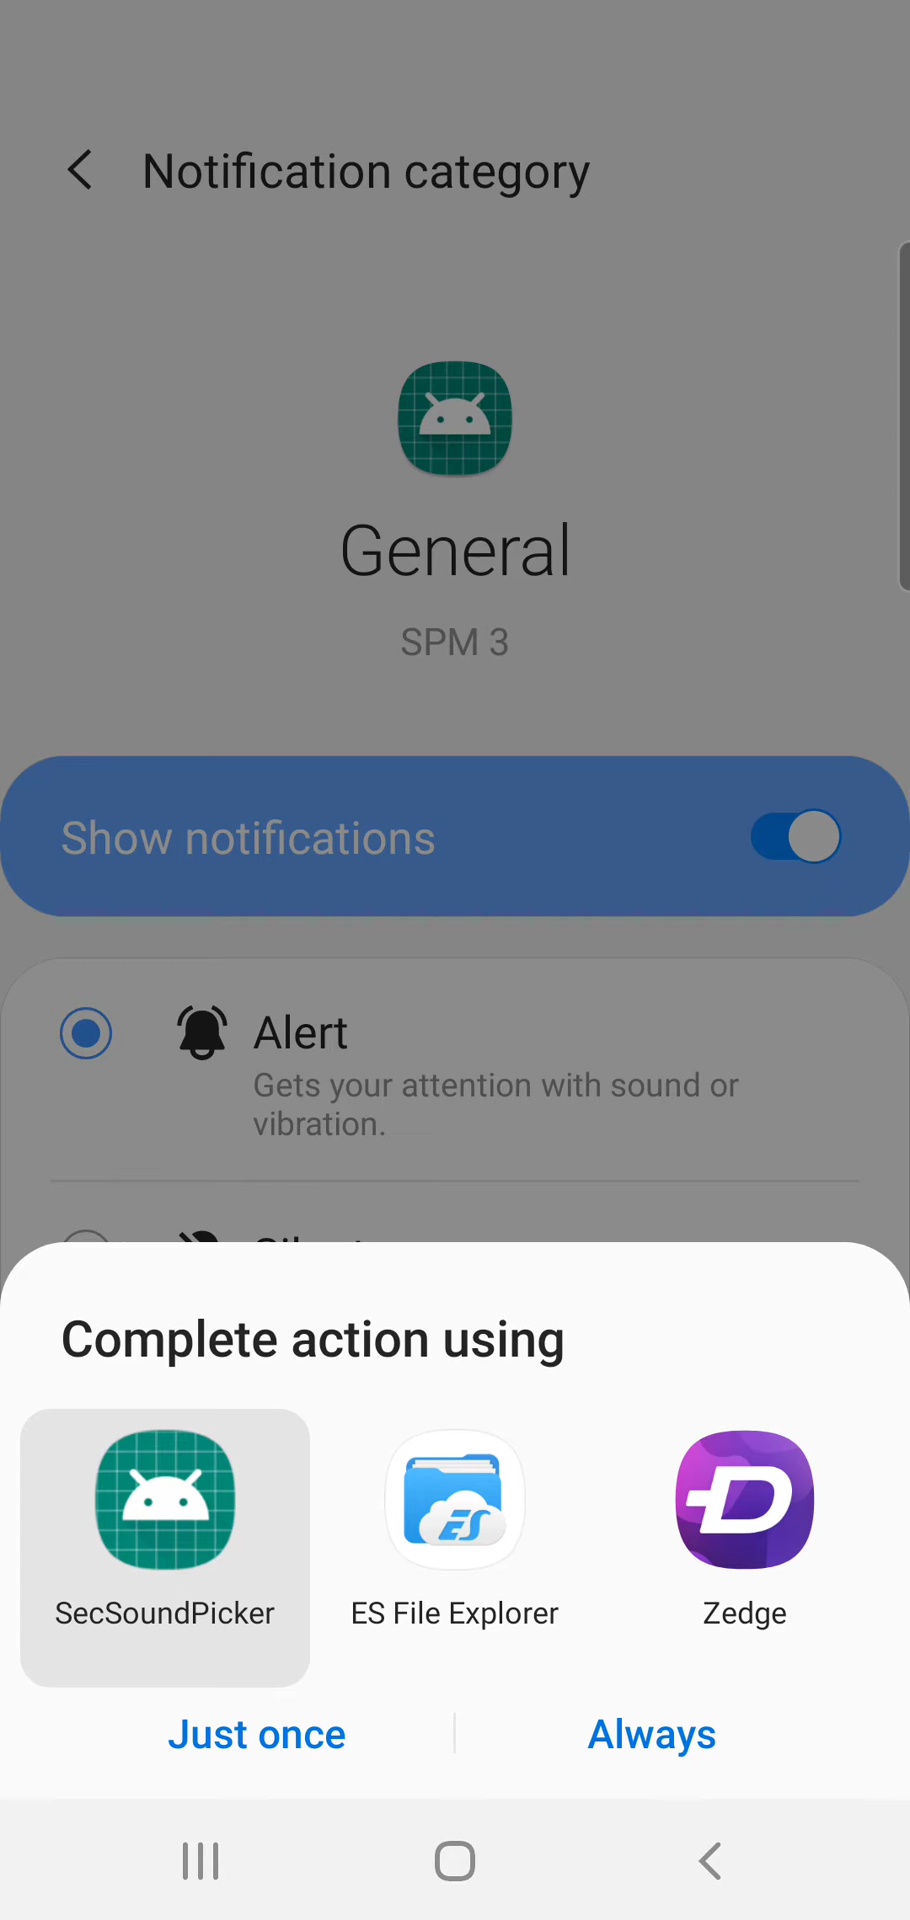 Notification category
General
SPM 3
Show notifications
Alert
Gets your attention with sound or
vibration.
Complete action using
SecSoundPicker
ES File Explorer
Zedge
Just once
Always